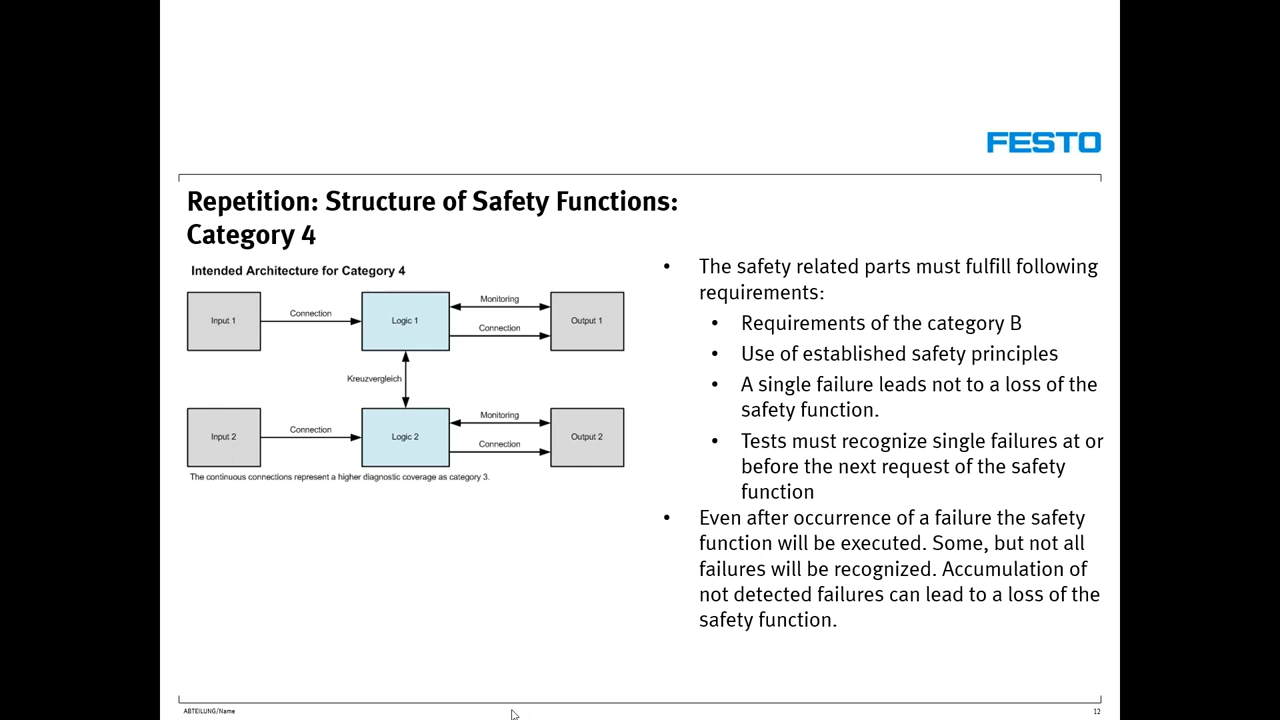 FESTO
Repetition: Structure of Safety Functions:
Category 4
Intended Architecture for Category 4
Input 1
Connection
Logic 1
Monitoring
Connection
Output 1
Kreuzvergleich
Input 2
Connection
Logic 2
Monitoring
Connection
Output 2
The continuous connections represent a higher diagnostic coverage as category 3.
• The safety related parts must fulfill following
requirements:
• Requirements of the category B
• Use of established safety principles
• A single failure leads not to a loss of the
safety function.
• Tests must recognize single failures at or
before the next request of the safety
function
• Even after occurrence of a failure the safety
function will be executed. Some, but not all
failures will be recognized. Accumulation of
not detected failures can lead to a loss of the
safety function.
ABTEILUNG/Name
12